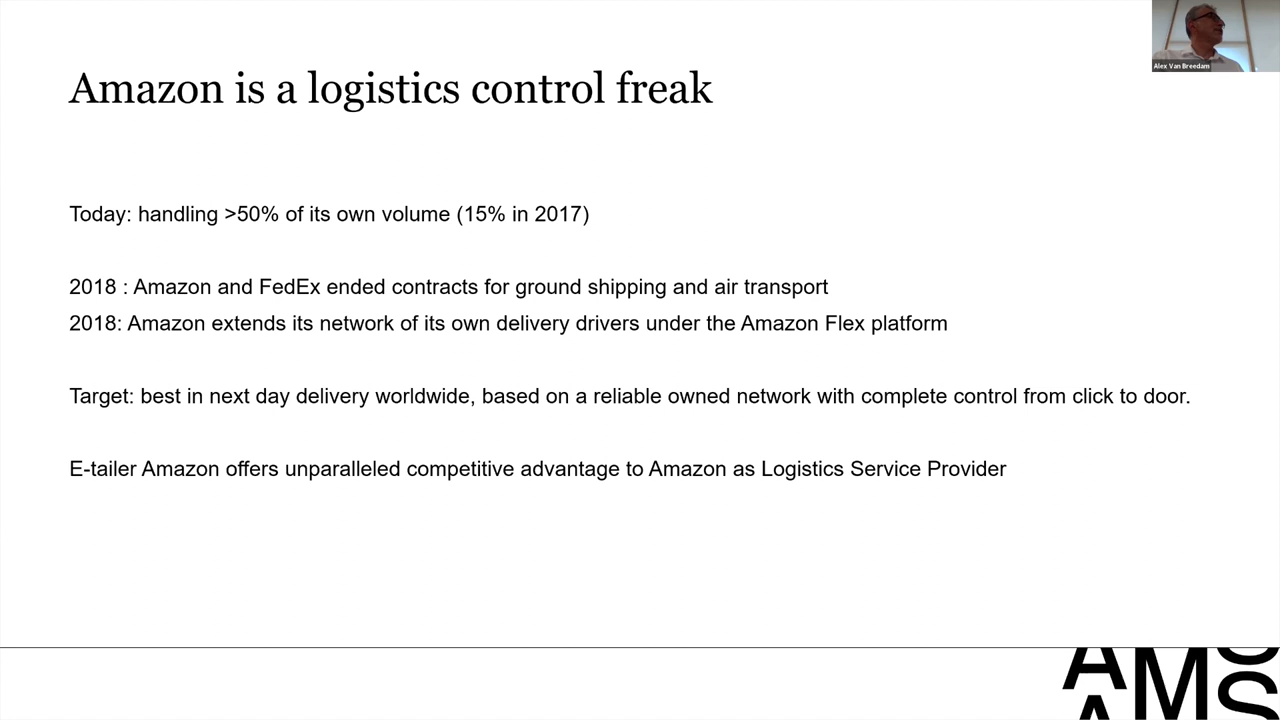 Alex Van Breedam
Amazon is a logistics control freak
Today: handling >50% of its own volume (15% in 2017)
2018 : Amazon and FedEx ended contracts for ground shipping and air transport
2018: Amazon extends its network of its own delivery drivers under the Amazon Flex platform
Target: best in next day delivery worldwide, based on a reliable owned network with complete control from click to door.
E-tailer Amazon offers unparalleled competitive advantage to Amazon as Logistics Service Provider
AMS